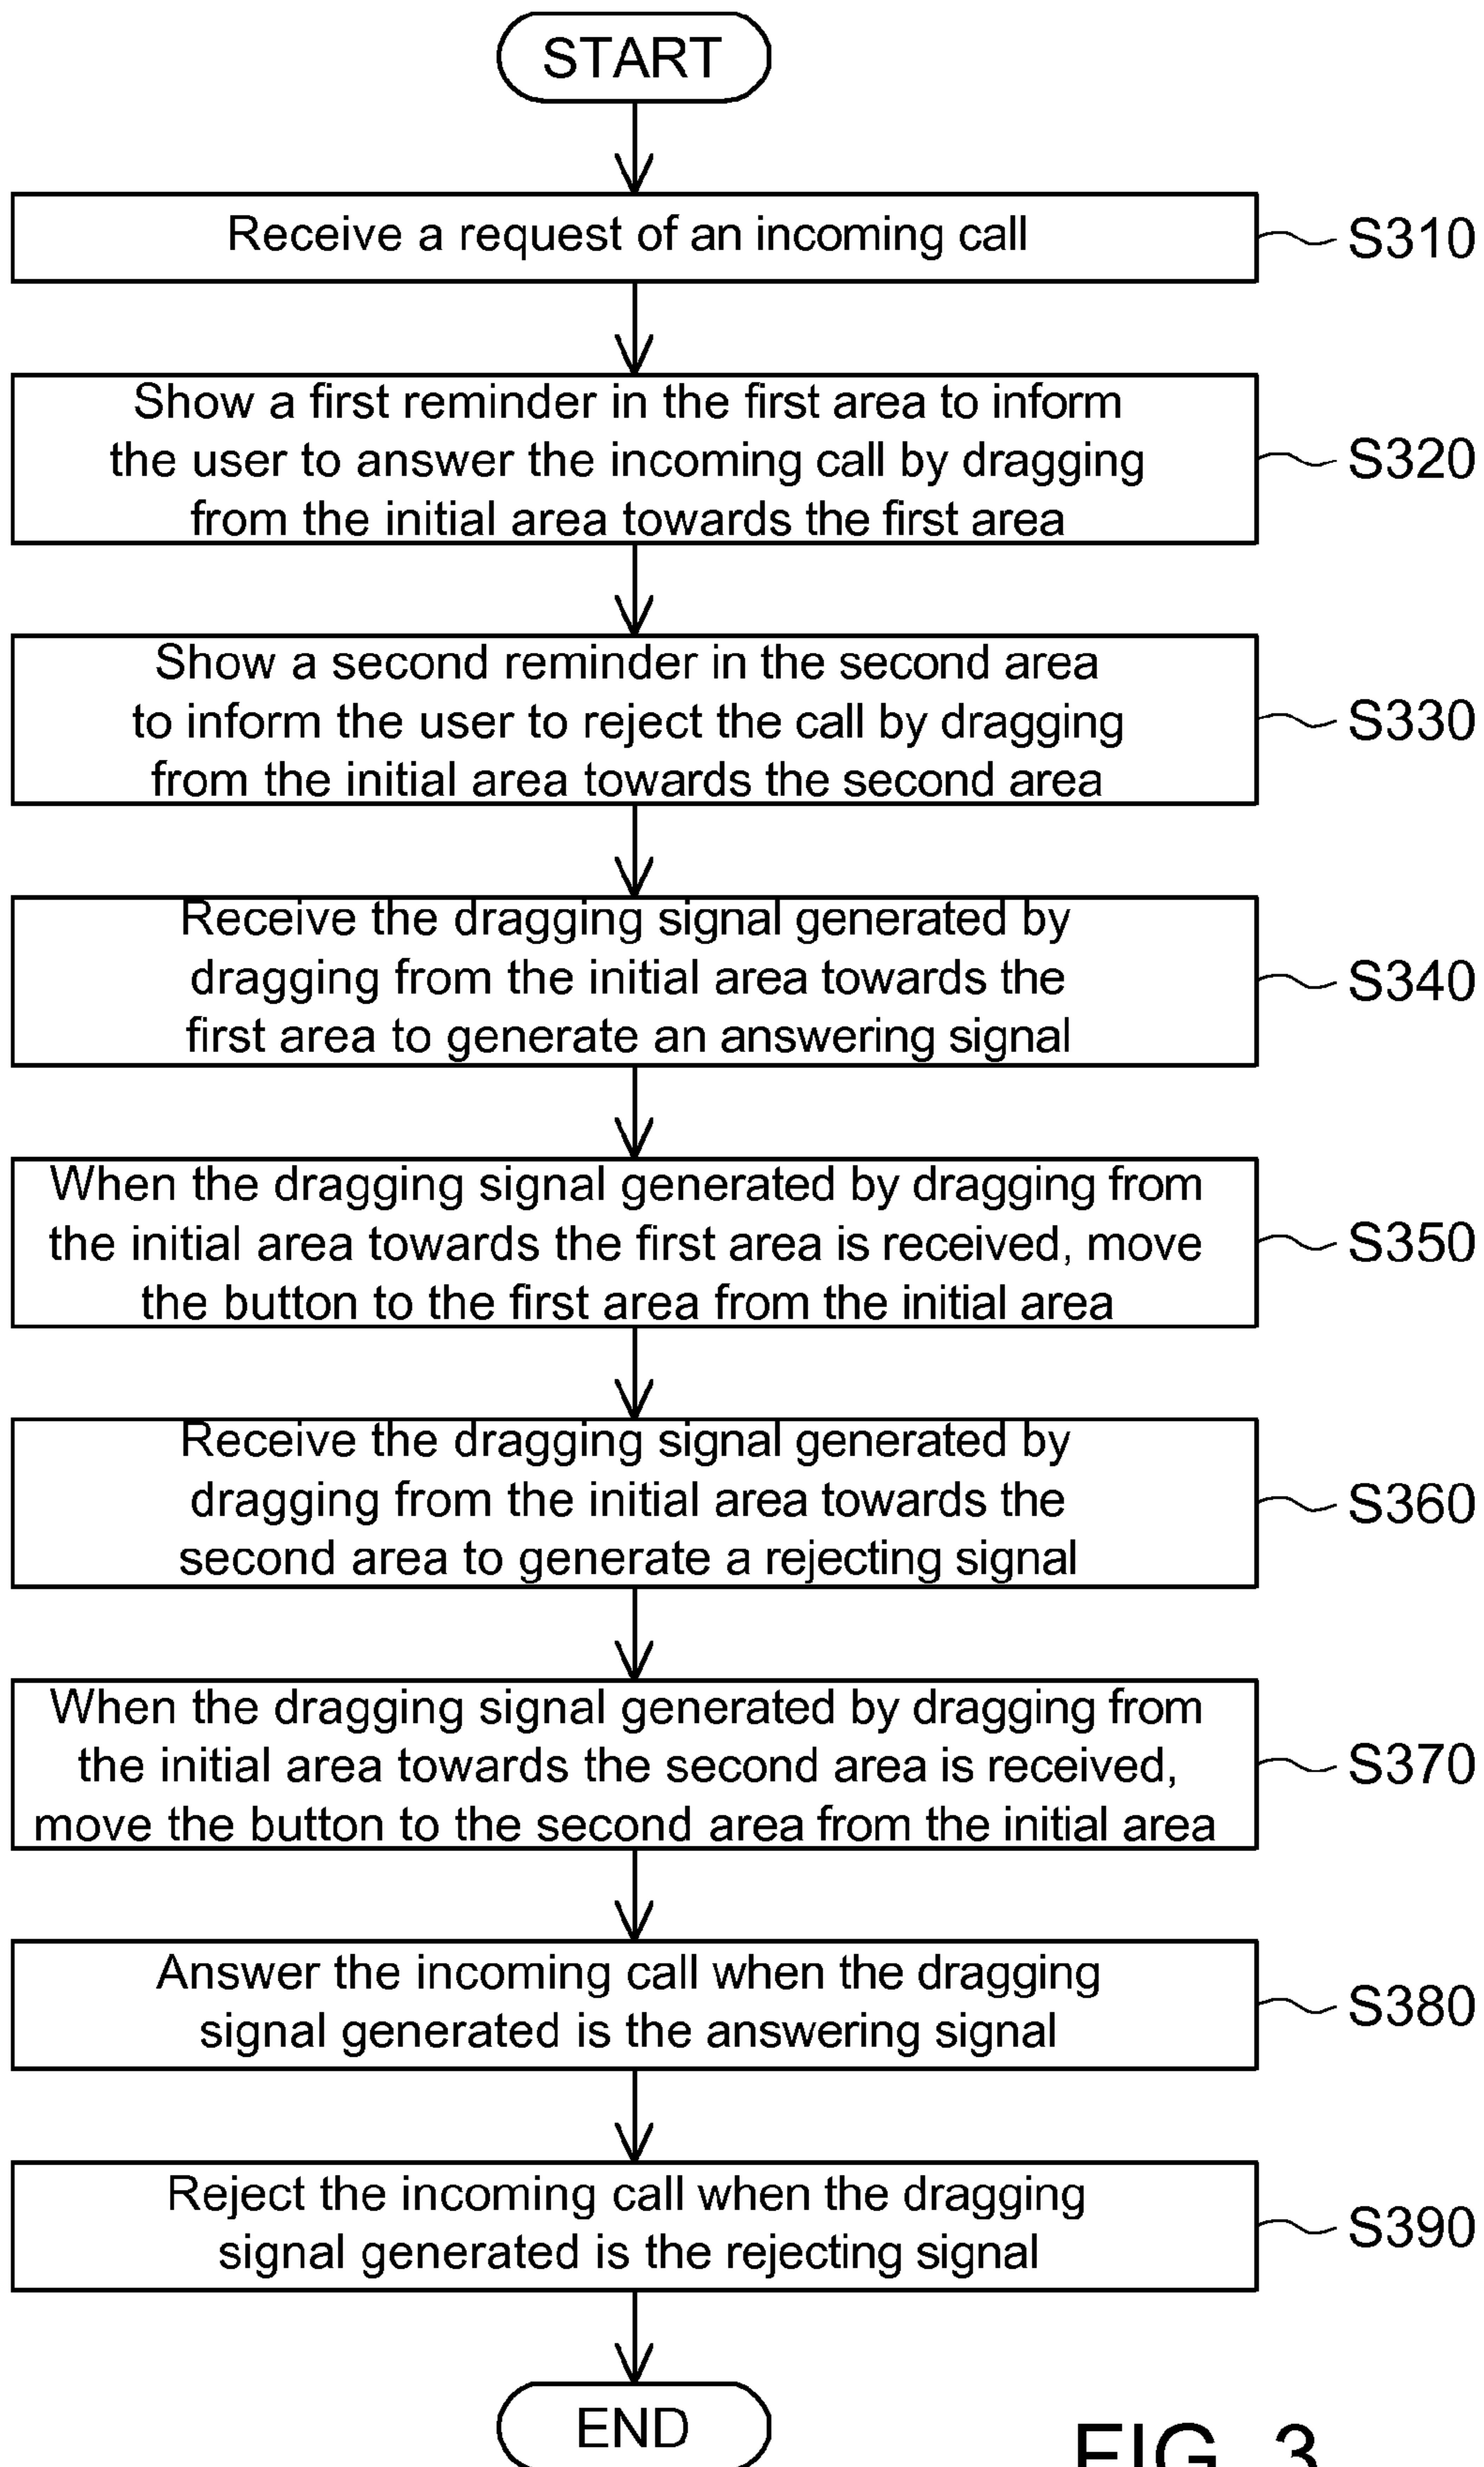 START
Receive a request of an incoming call
S310
Show a first reminder in the first area to inform
the user to answer the incoming call by dragging
from the initial area towards the first area
S320
Show a second reminder in the second area
to inform the user to reject the call by dragging
from the initial area towards the second area
S330
Receive the dragging signal generated by
dragging from the initial area towards the
first area to generate an answering signal
S340
When the dragging signal generated by dragging from
the initial area towards the first area is received, move
the button to the first area from the initial area
S350
Receive the dragging signal generated by
dragging from the initial area towards the
second area to generate a rejecting signal
S360
When the dragging signal generated by dragging from
the initial area towards the second area is received,
move the button to the second area from the initial area
S370
Answer the incoming call when the dragging
signal generated is the answering signal
S380
Reject the incoming call when the dragging
signal generated is the rejecting signal
S390
END
FIG. 3